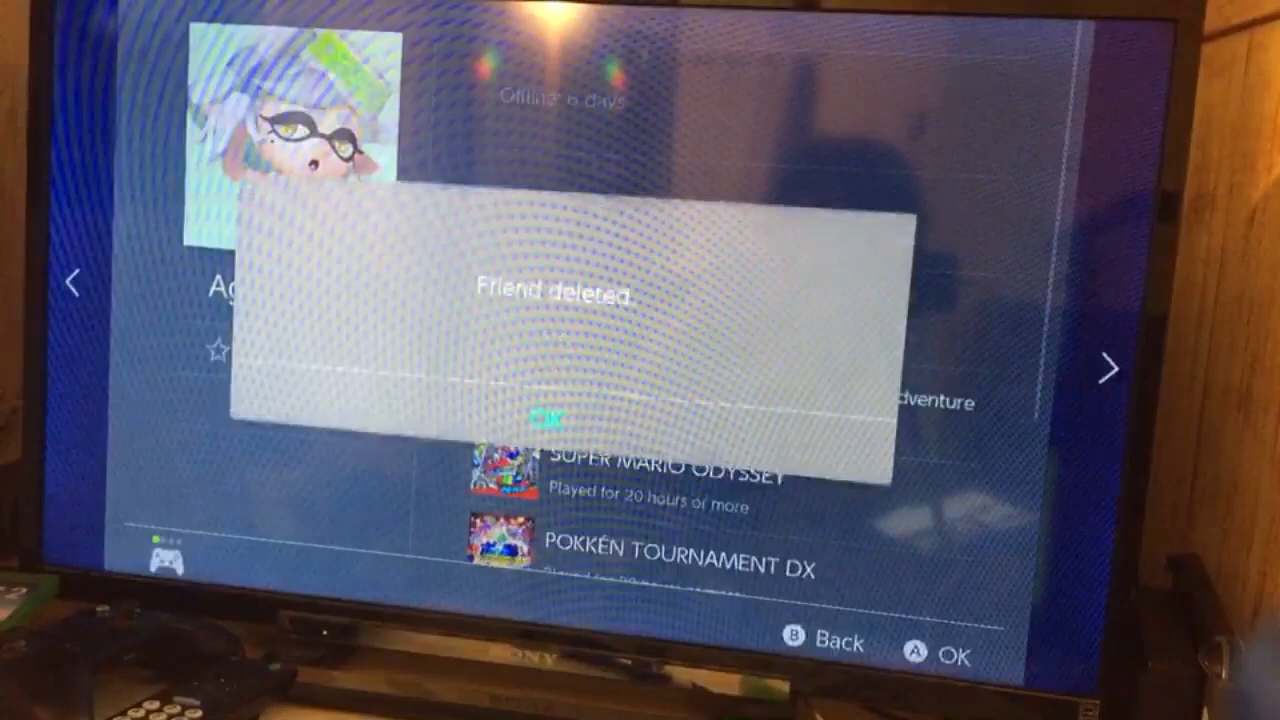 Offline: 6 days
Friend deleted.
OK
dventure
SUPER MARIO ODYSSEY
Played for 20 hours or more
POKKÉN TOURNAMENT DX
B Back
A OK
SONY